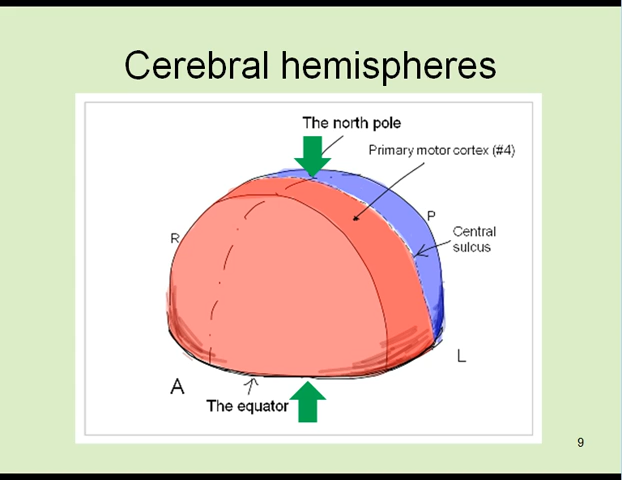 Cerebral hemispheres
The north pole
Primary motor cortex (#4)
P
R
Central
sulcus
L
A
The equator
9